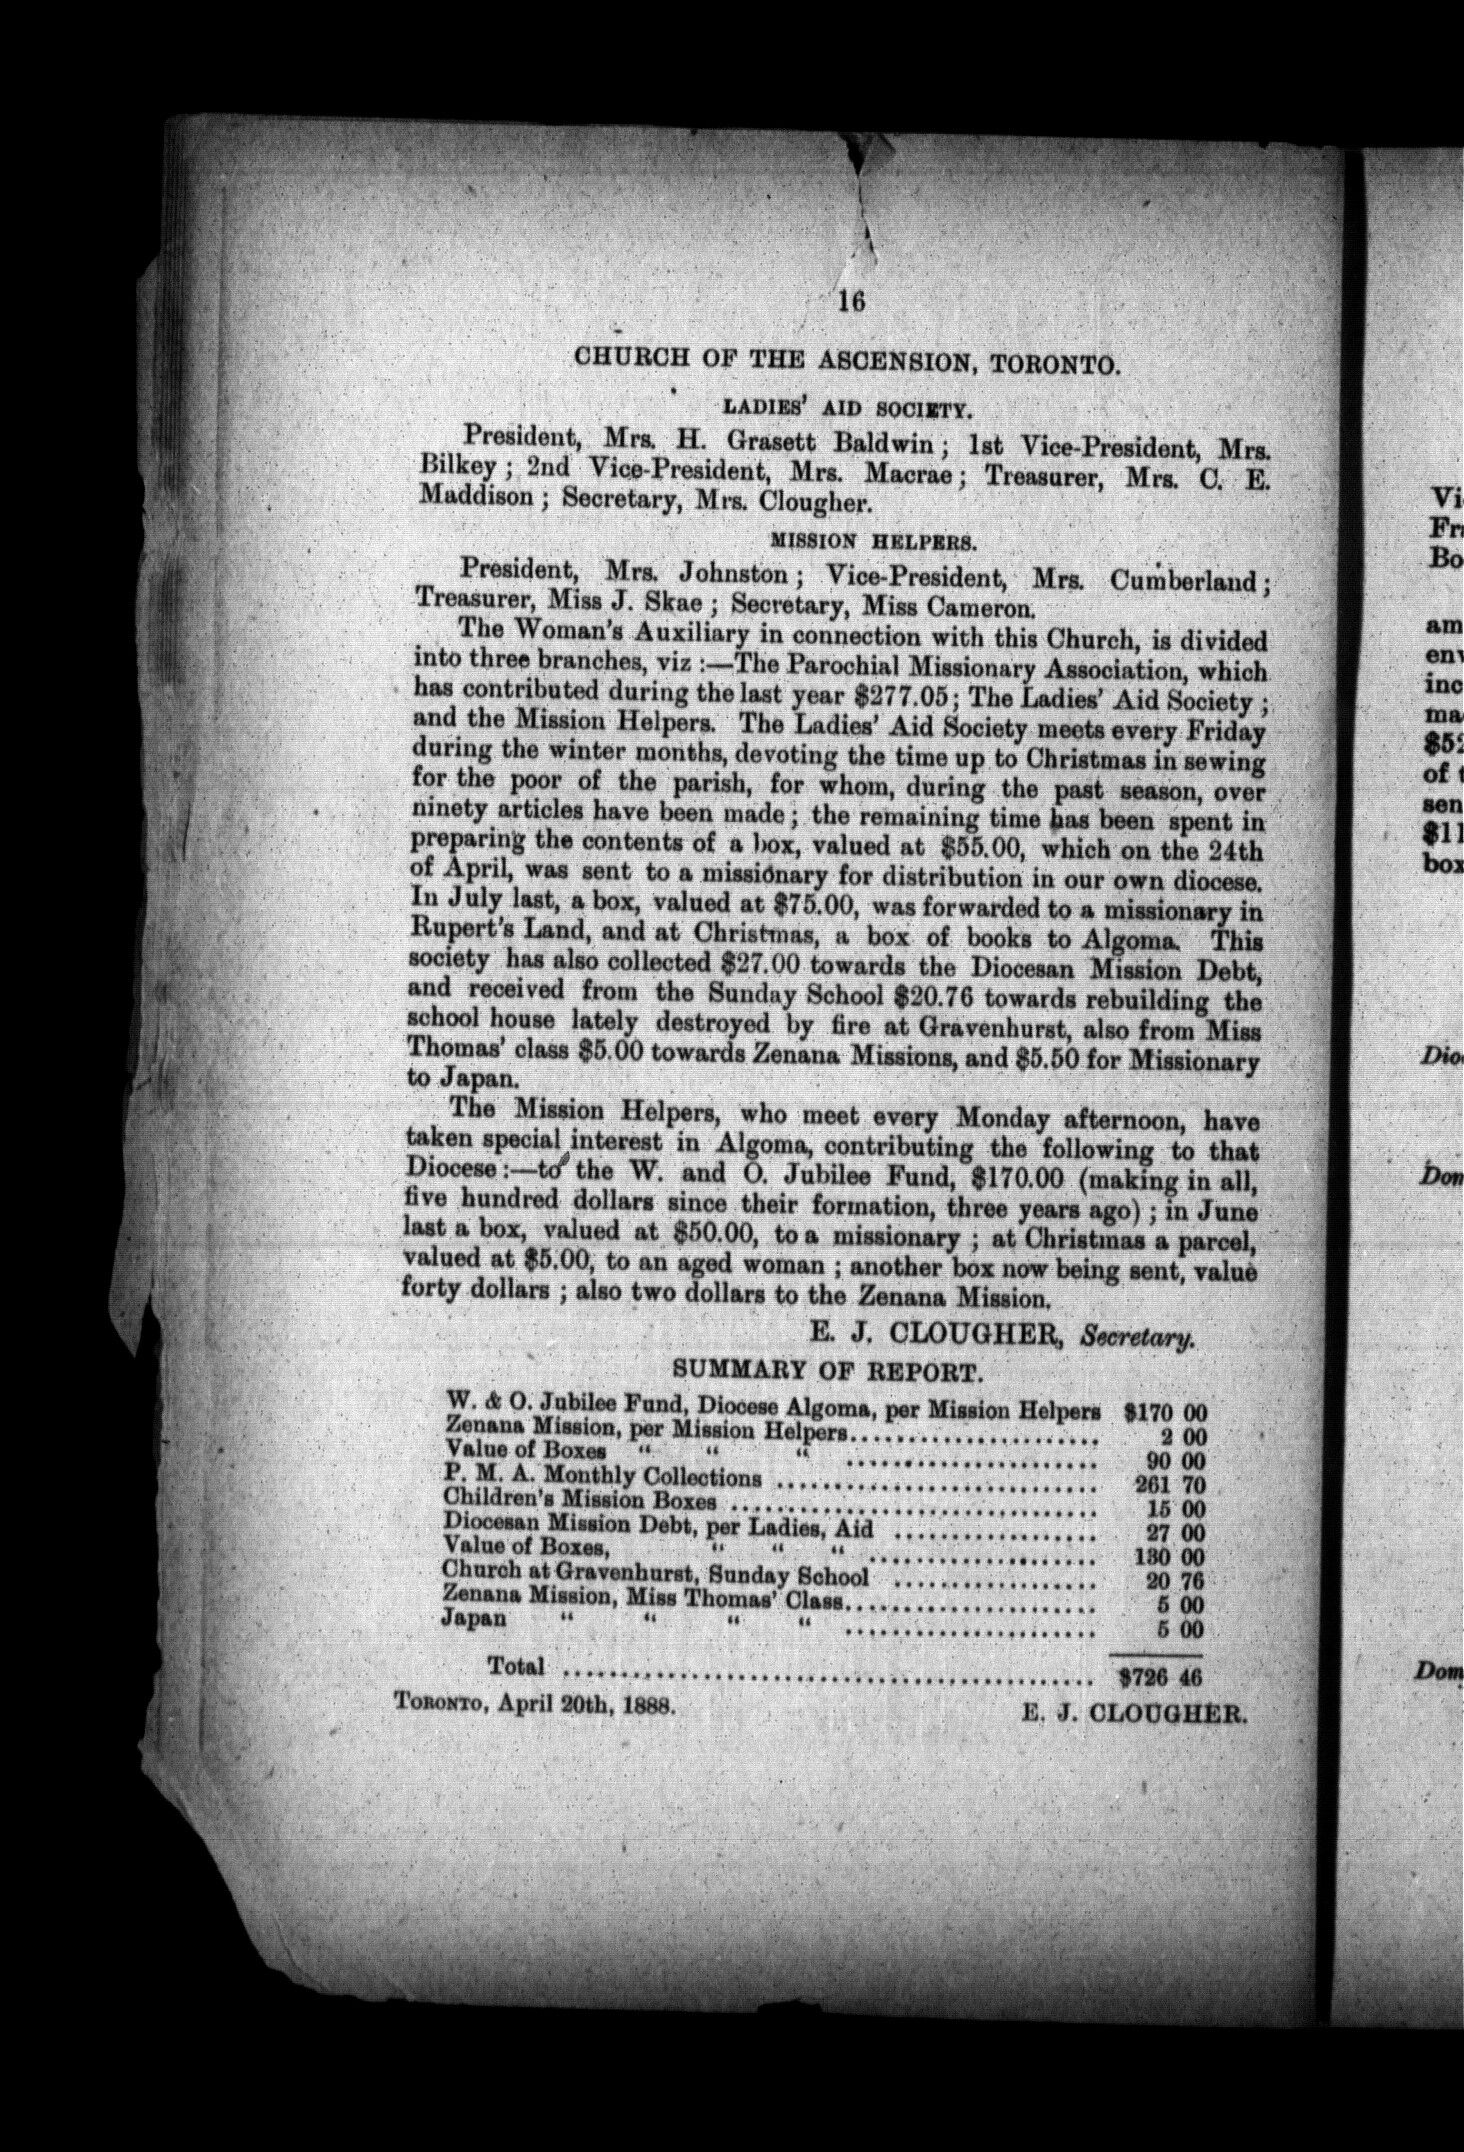 16
CHURCH OF THE ASCENSION, TORONTO.
LADIES' AID SOCIETY.
President, Mrs. H. Grasett Baldwin ; 1st Vice-President, Mrs.
Bilkey ; 2nd Vice-President, Mrs. Macrae ; Treasurer, Mrs. C. E.
Maddison ; Secretary, Mrs. Clougher.
MISSION HELPERS.
President, Mrs. Johnston ; Vice-President, Mrs. Cumberland ;
Treasurer, Miss J. Skae ; Secretary, Miss Cameron.
The Woman's Auxiliary in connection with this Church, is divided
into three branches, viz :—The Parochial Missionary Association, which
has contributed during the last year $277.05 ; The Ladies' Aid Society ;
and the Mission Helpers. The Ladies' Aid Society meets every Friday
during the winter months, devoting the time up to Christmas in sewing
for the poor of the parish, for whom, during the past season, over
ninety articles have been made ; the remaining time has been spent in
preparing the contents of a box, valued at $55.00, which on the 24th
of April, was sent to a missionary for distribution in our own diocese.
In July last, a box, valued at $75.00, was forwarded to a missionary in
Rupert's Land, and at Christmas, a box of books to Algoma. This
society has also collected $27.00 towards the Diocesan Mission Debt,
and received from the Sunday School $20.76 towards rebuilding the
school house lately destroyed by fire at Gravenhurst, also from Miss
Thomas' class $5.00 towards Zenana Missions, and $5.50 for Missionary
to Japan.
The Mission Helpers, who meet every Monday afternoon, have
taken special interest in Algoma, contributing the following to that
Diocese :—to the W. and O. Jubilee Fund, $170.00 (making in all,
five hundred dollars since their formation, three years ago) ; in June
last a box, valued at $50.00, to a missionary ; at Christmas a parcel,
valued at $5.00, to an aged woman ; another box now being sent, value
forty dollars ; also two dollars to the Zenana Mission.
E. J. CLOUGHER, Secretary.
SUMMARY OF REPORT.
W. & O. Jubilee Fund, Diocese Algoma, per Mission Helpers $170 00
Zenana Mission, per Mission Helpers..................... 2 00
Value of Boxes " " " ..................... 90 00
P. M. A. Monthly Collections ........................... 261 70
Children's Mission Boxes ............................... 15 00
Diocesan Mission Debt, per Ladies, Aid ................. 27 00
Value of Boxes, " " " ................... 130 00
Church at Gravenhurst, Sunday School ................. 20 76
Zenana Mission, Miss Thomas' Class..................... 5 00
Japan " " " " ..................... 5 00
Total ............................................. $726 46
TORONTO, April 20th, 1888. E. J. CLOUGHER.
Fra
Bo
am
env
inc
$52
of t
sen
$11
box
Dom
Dom